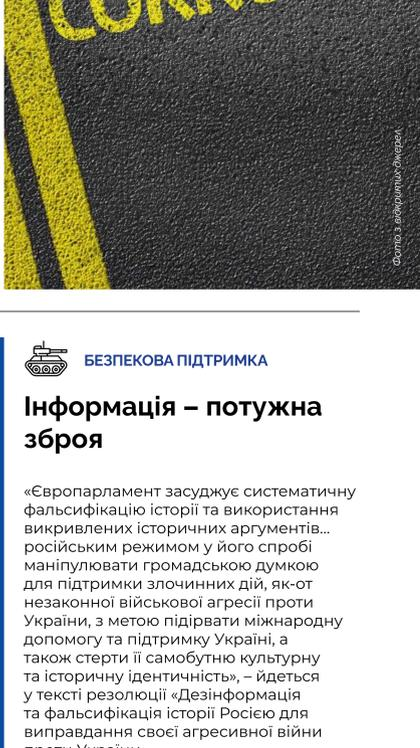 Фото з відкритих джерел
БЕЗПЕКОВА ПІДТРИМКА
Інформація – потужна
зброя
«Європарламент засуджує систематичну
фальсифікацію історії та використання
викривлених історичних аргументів...
російським режимом у його спробі
маніпулювати громадською думкою
для підтримки злочинних дій, як-от
незаконної військової агресії проти
України, з метою підірвати міжнародну
допомогу та підтримку Україні, а
також стерти її самобутню культурну
та історичну ідентичність», – йдеться
у тексті резолюції «Дезінформація
та фальсифікація історії Росією для
виправдання своєї агресивної війни
проти України